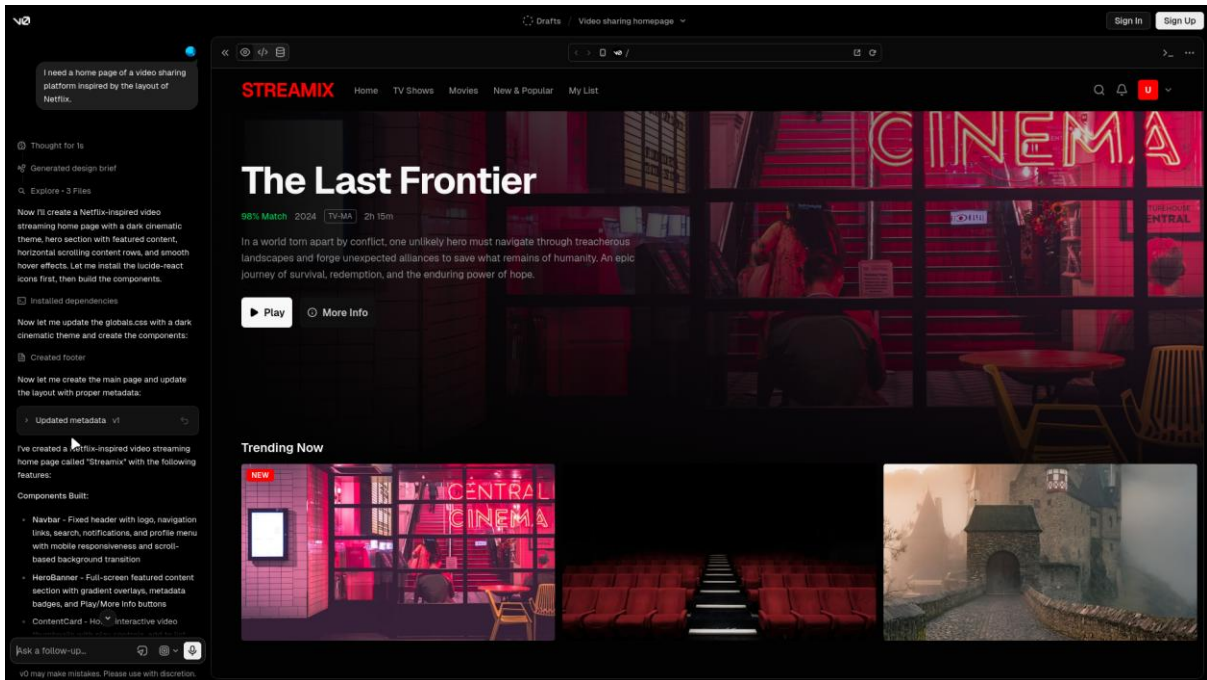 v0
Drafts / Video sharing homepage
Sign In
Sign Up
I need a home page of a video sharing
platform inspired by the layout of
Netflix.
Thought for 1s
Generated design brief
Explore • 3 Files
Now I'll create a Netflix-inspired video
streaming home page with a dark cinematic
theme, hero section with featured content,
horizontal scrolling content rows, and smooth
hover effects. Let me install the lucide-react
icons first, then build the components.
Installed dependencies
Now let me update the globals.css with a dark
cinematic theme and create the components:
Created footer
Now let me create the main page and update
the layout with proper metadata:
Updated metadata v1
I've created a Netflix-inspired video streaming
home page called "Streamix" with the following
features:
Components Built:
• Navbar - Fixed header with logo, navigation
links, search, notifications, and profile menu
with mobile responsiveness and scroll-
based background transition
• HeroBanner - Full-screen featured content
section with gradient overlays, metadata
badges, and Play/More Info buttons
• ContentCard - interactive video
Ask a follow-up...
v0 may make mistakes. Please use with discretion.
v0 /
STREAMIX
Home
TV Shows
Movies
New & Popular
My List
U
CINEMA
ENTRAL
The Last Frontier
98% Match 2024 TV-MA 2h 15m
In a world torn apart by conflict, one unlikely hero must navigate through treacherous
landscapes and forge unexpected alliances to save what remains of humanity. An epic
journey of survival, redemption, and the enduring power of hope.
Play
More Info
Trending Now
NEW
CENTRAL
CINEMA